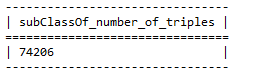 -------------------------------
| subClassOf_number_of_triples |
===============================
| 74206                        |
-------------------------------